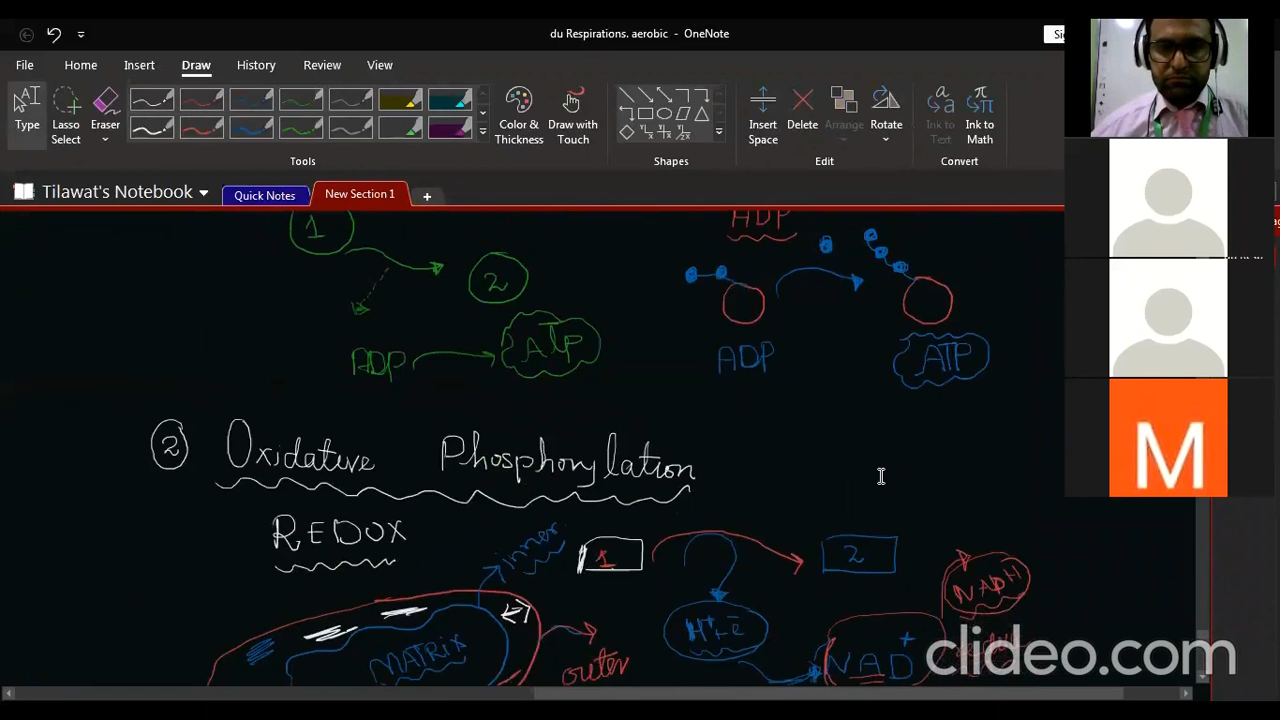 du Respirations. aerobic - OneNote
File Home Insert Draw History Review View
Type Lasso Select Eraser Color & Thickness Draw with Touch Insert Space Delete Arrange Rotate Ink to Text Ink to Math
Tools Shapes Edit Convert
Tilawat's Notebook Quick Notes New Section 1 +
1
2
ADP ATP
ADP
ADP ATP
2 Oxidative Phosphorylation
REDOX
inner
1 2
NADH
H+ + e-
MATRIX
outer
NAD+
M
clideo.com